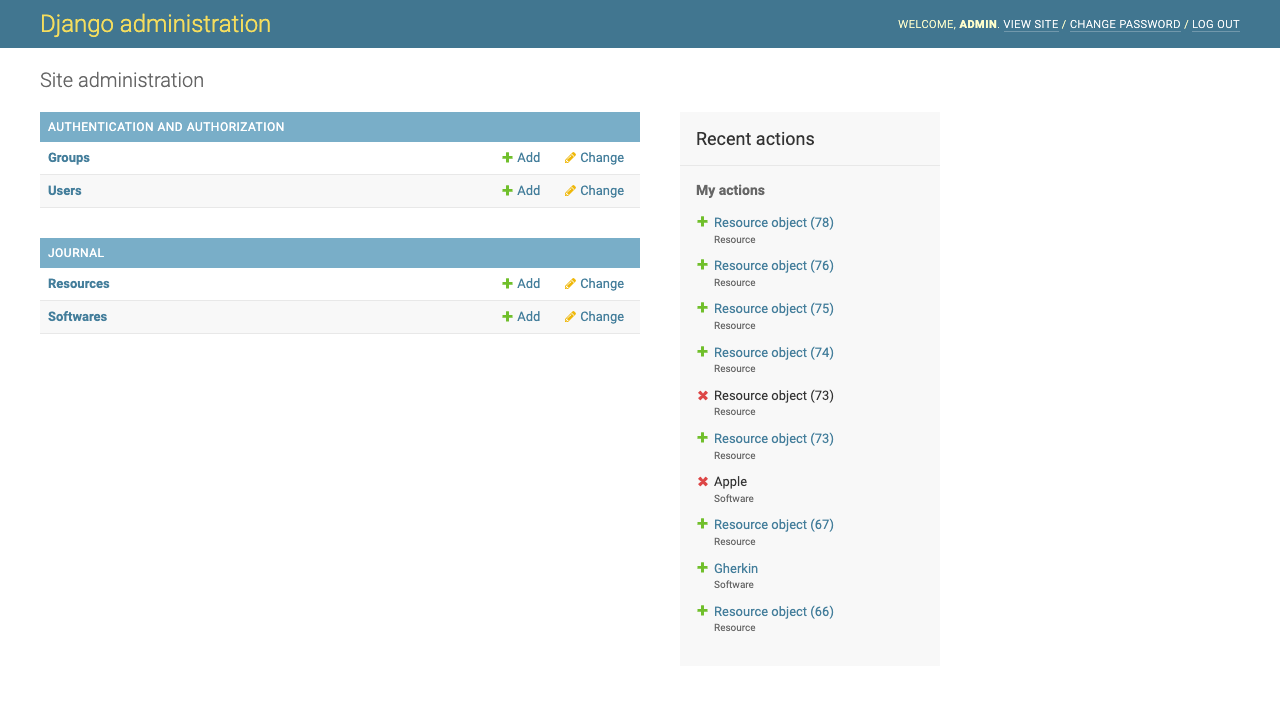 Django administration
WELCOME, ADMIN. VIEW SITE / CHANGE PASSWORD / LOG OUT
Site administration
AUTHENTICATION AND AUTHORIZATION
Groups Add Change
Users Add Change
JOURNAL
Resources Add Change
Softwares Add Change
Recent actions
My actions
Resource object (78)
Resource
Resource object (76)
Resource
Resource object (75)
Resource
Resource object (74)
Resource
Resource object (73)
Resource
Resource object (73)
Resource
Apple
Software
Resource object (67)
Resource
Gherkin
Software
Resource object (66)
Resource